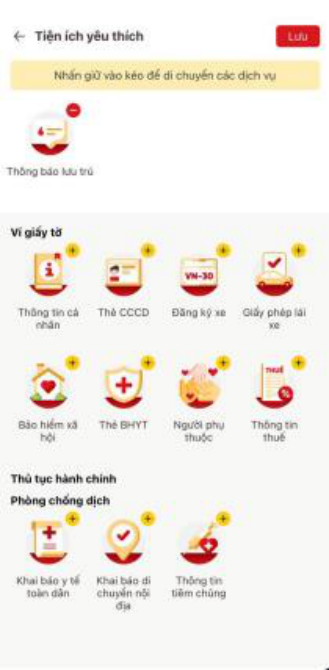 ← Tiện ích yêu thích
Lưu
Nhấn giữ vào kéo để di chuyển các dịch vụ
Thông báo lưu trú
Ví giấy tờ
VN-30
THUẾ
Thông tin cá
nhân
Thẻ CCCD
Đăng ký xe
Giấy phép lái
xe
Bảo hiểm xã
hội
Thẻ BHYT
Người phụ
thuộc
Thông tin
thuế
Thủ tục hành chính
Phòng chống dịch
Khai báo y tế
toàn dân
Khai báo di
chuyển nội
địa
Thông tin
tiêm chủng